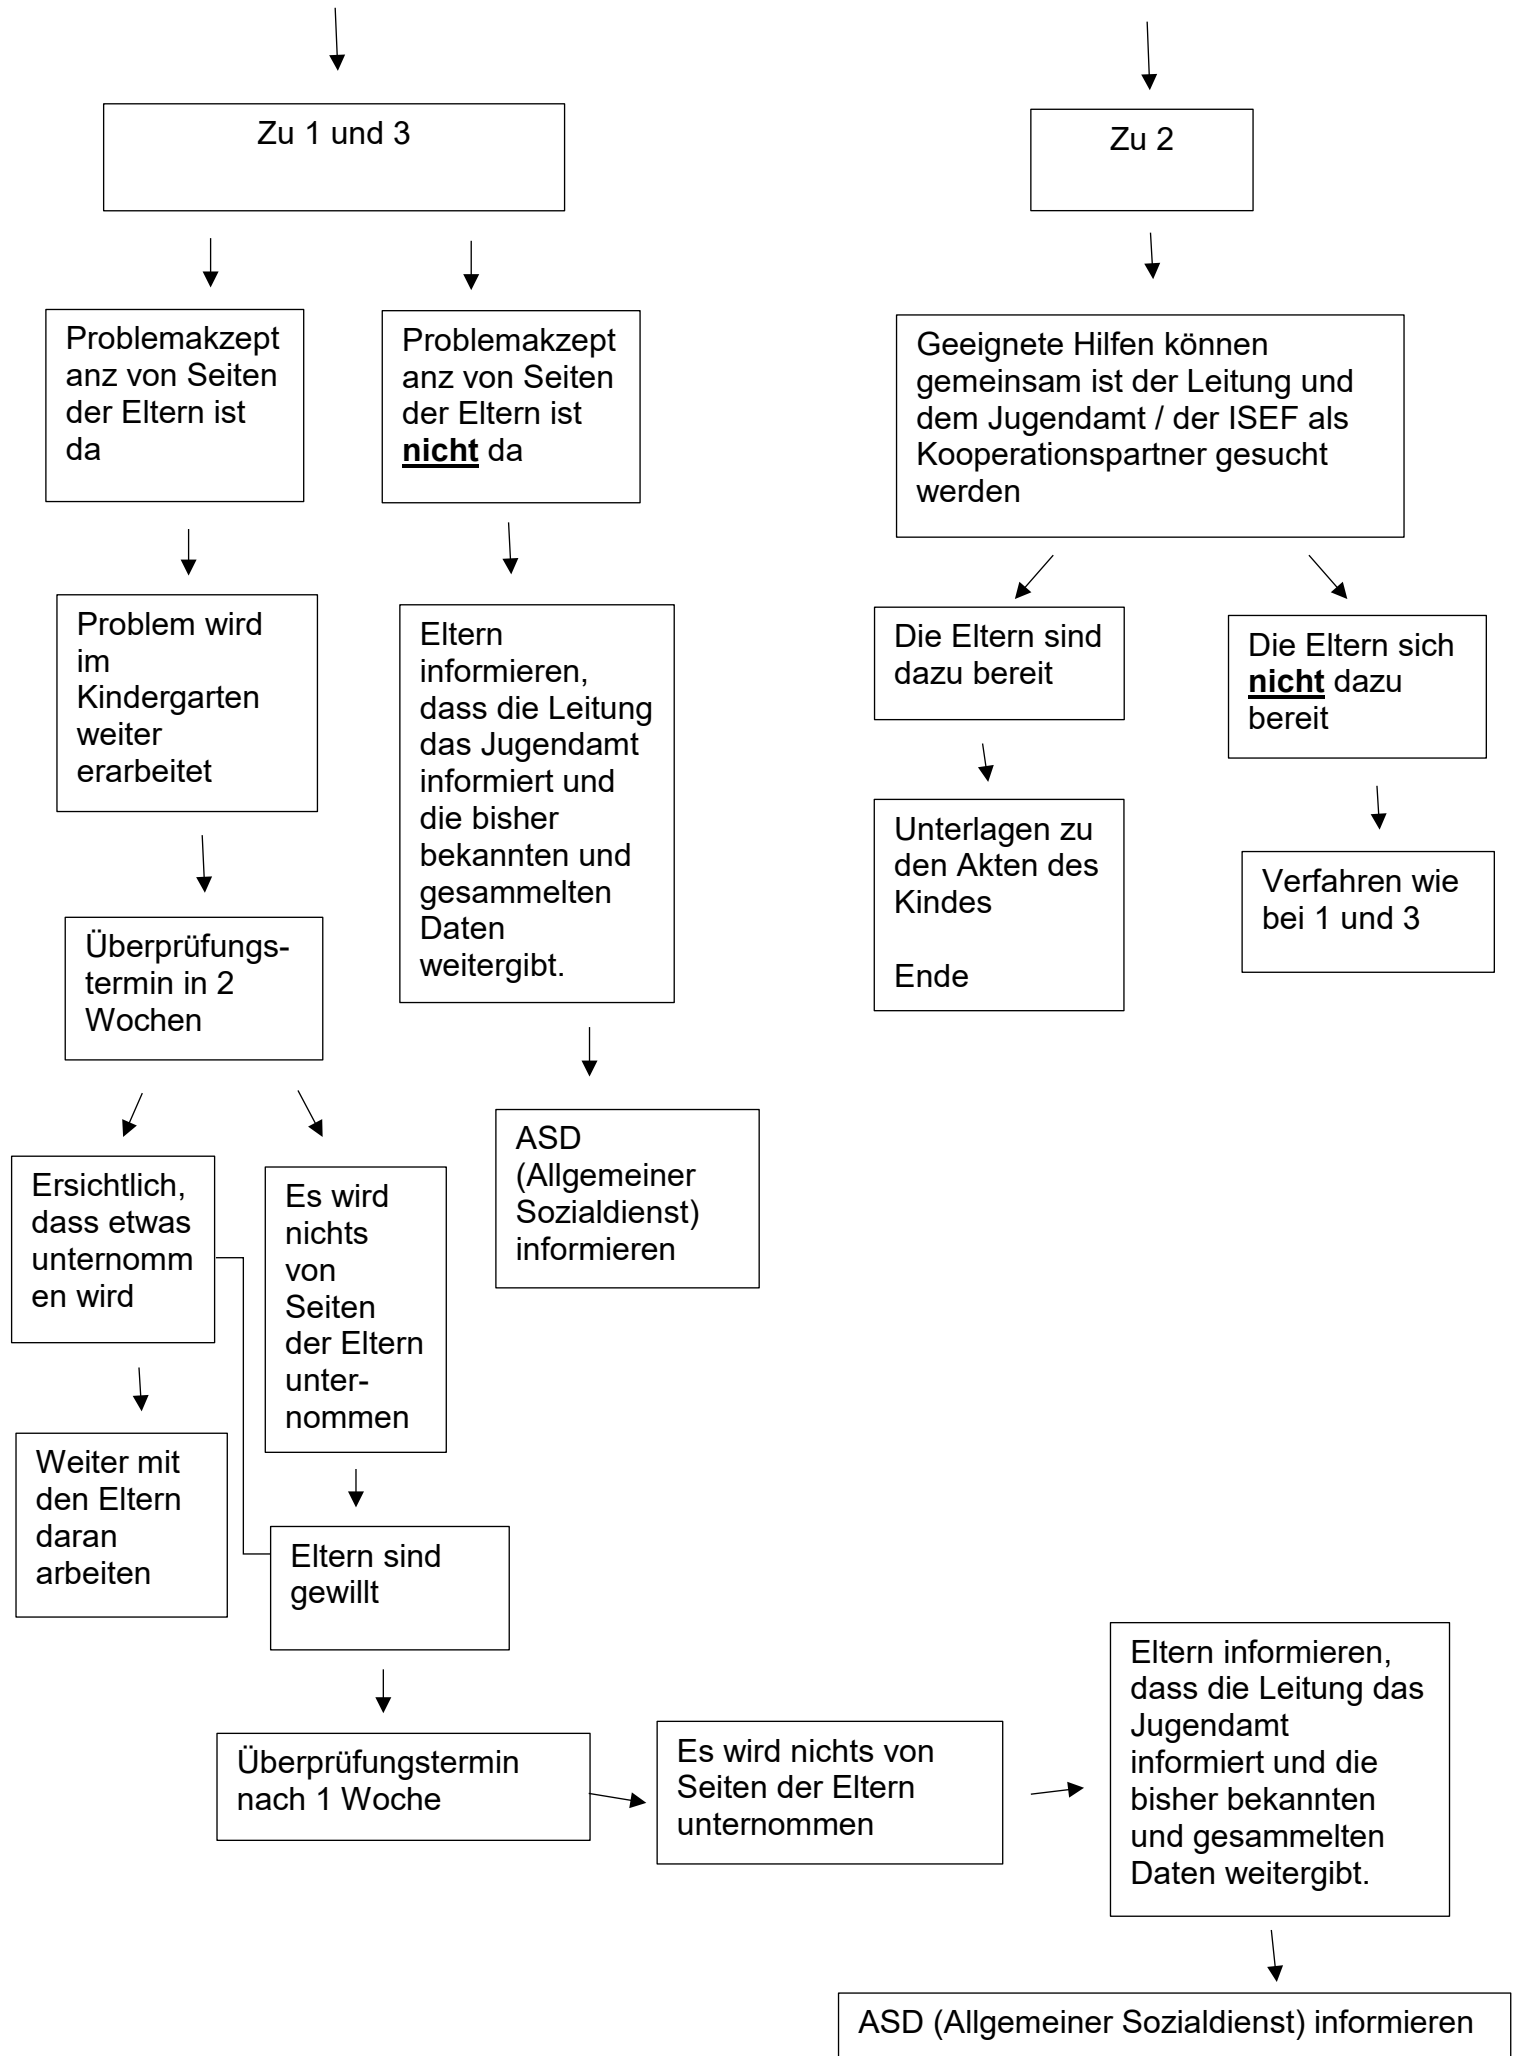 Zu 1 und 3
Problemakzept
anz von Seiten
der Eltern ist
da
Problemakzept
anz von Seiten
der Eltern ist
nicht da
Problem wird
im
Kindergarten
weiter
erarbeitet
Eltern
informieren,
dass die Leitung
das Jugendamt
informiert und
die bisher
bekannten und
gesammelten
Daten
weitergibt.
Überprüfungs-
termin in 2
Wochen
ASD
(Allgemeiner
Sozialdienst)
informieren
Ersichtlich,
dass etwas
unternomm
en wird
Es wird
nichts
von
Seiten
der Eltern
unter-
nommen
Weiter mit
den Eltern
daran
arbeiten
Eltern sind
gewillt
Überprüfungstermin
nach 1 Woche
Es wird nichts von
Seiten der Eltern
unternommen
Eltern informieren,
dass die Leitung das
Jugendamt
informiert und die
bisher bekannten
und gesammelten
Daten weitergibt.
ASD (Allgemeiner Sozialdienst) informieren
Zu 2
Geeignete Hilfen können
gemeinsam ist der Leitung und
dem Jugendamt / der ISEF als
Kooperationspartner gesucht
werden
Die Eltern sind
dazu bereit
Die Eltern sich
nicht dazu
bereit
Unterlagen zu
den Akten des
Kindes
Ende
Verfahren wie
bei 1 und 3